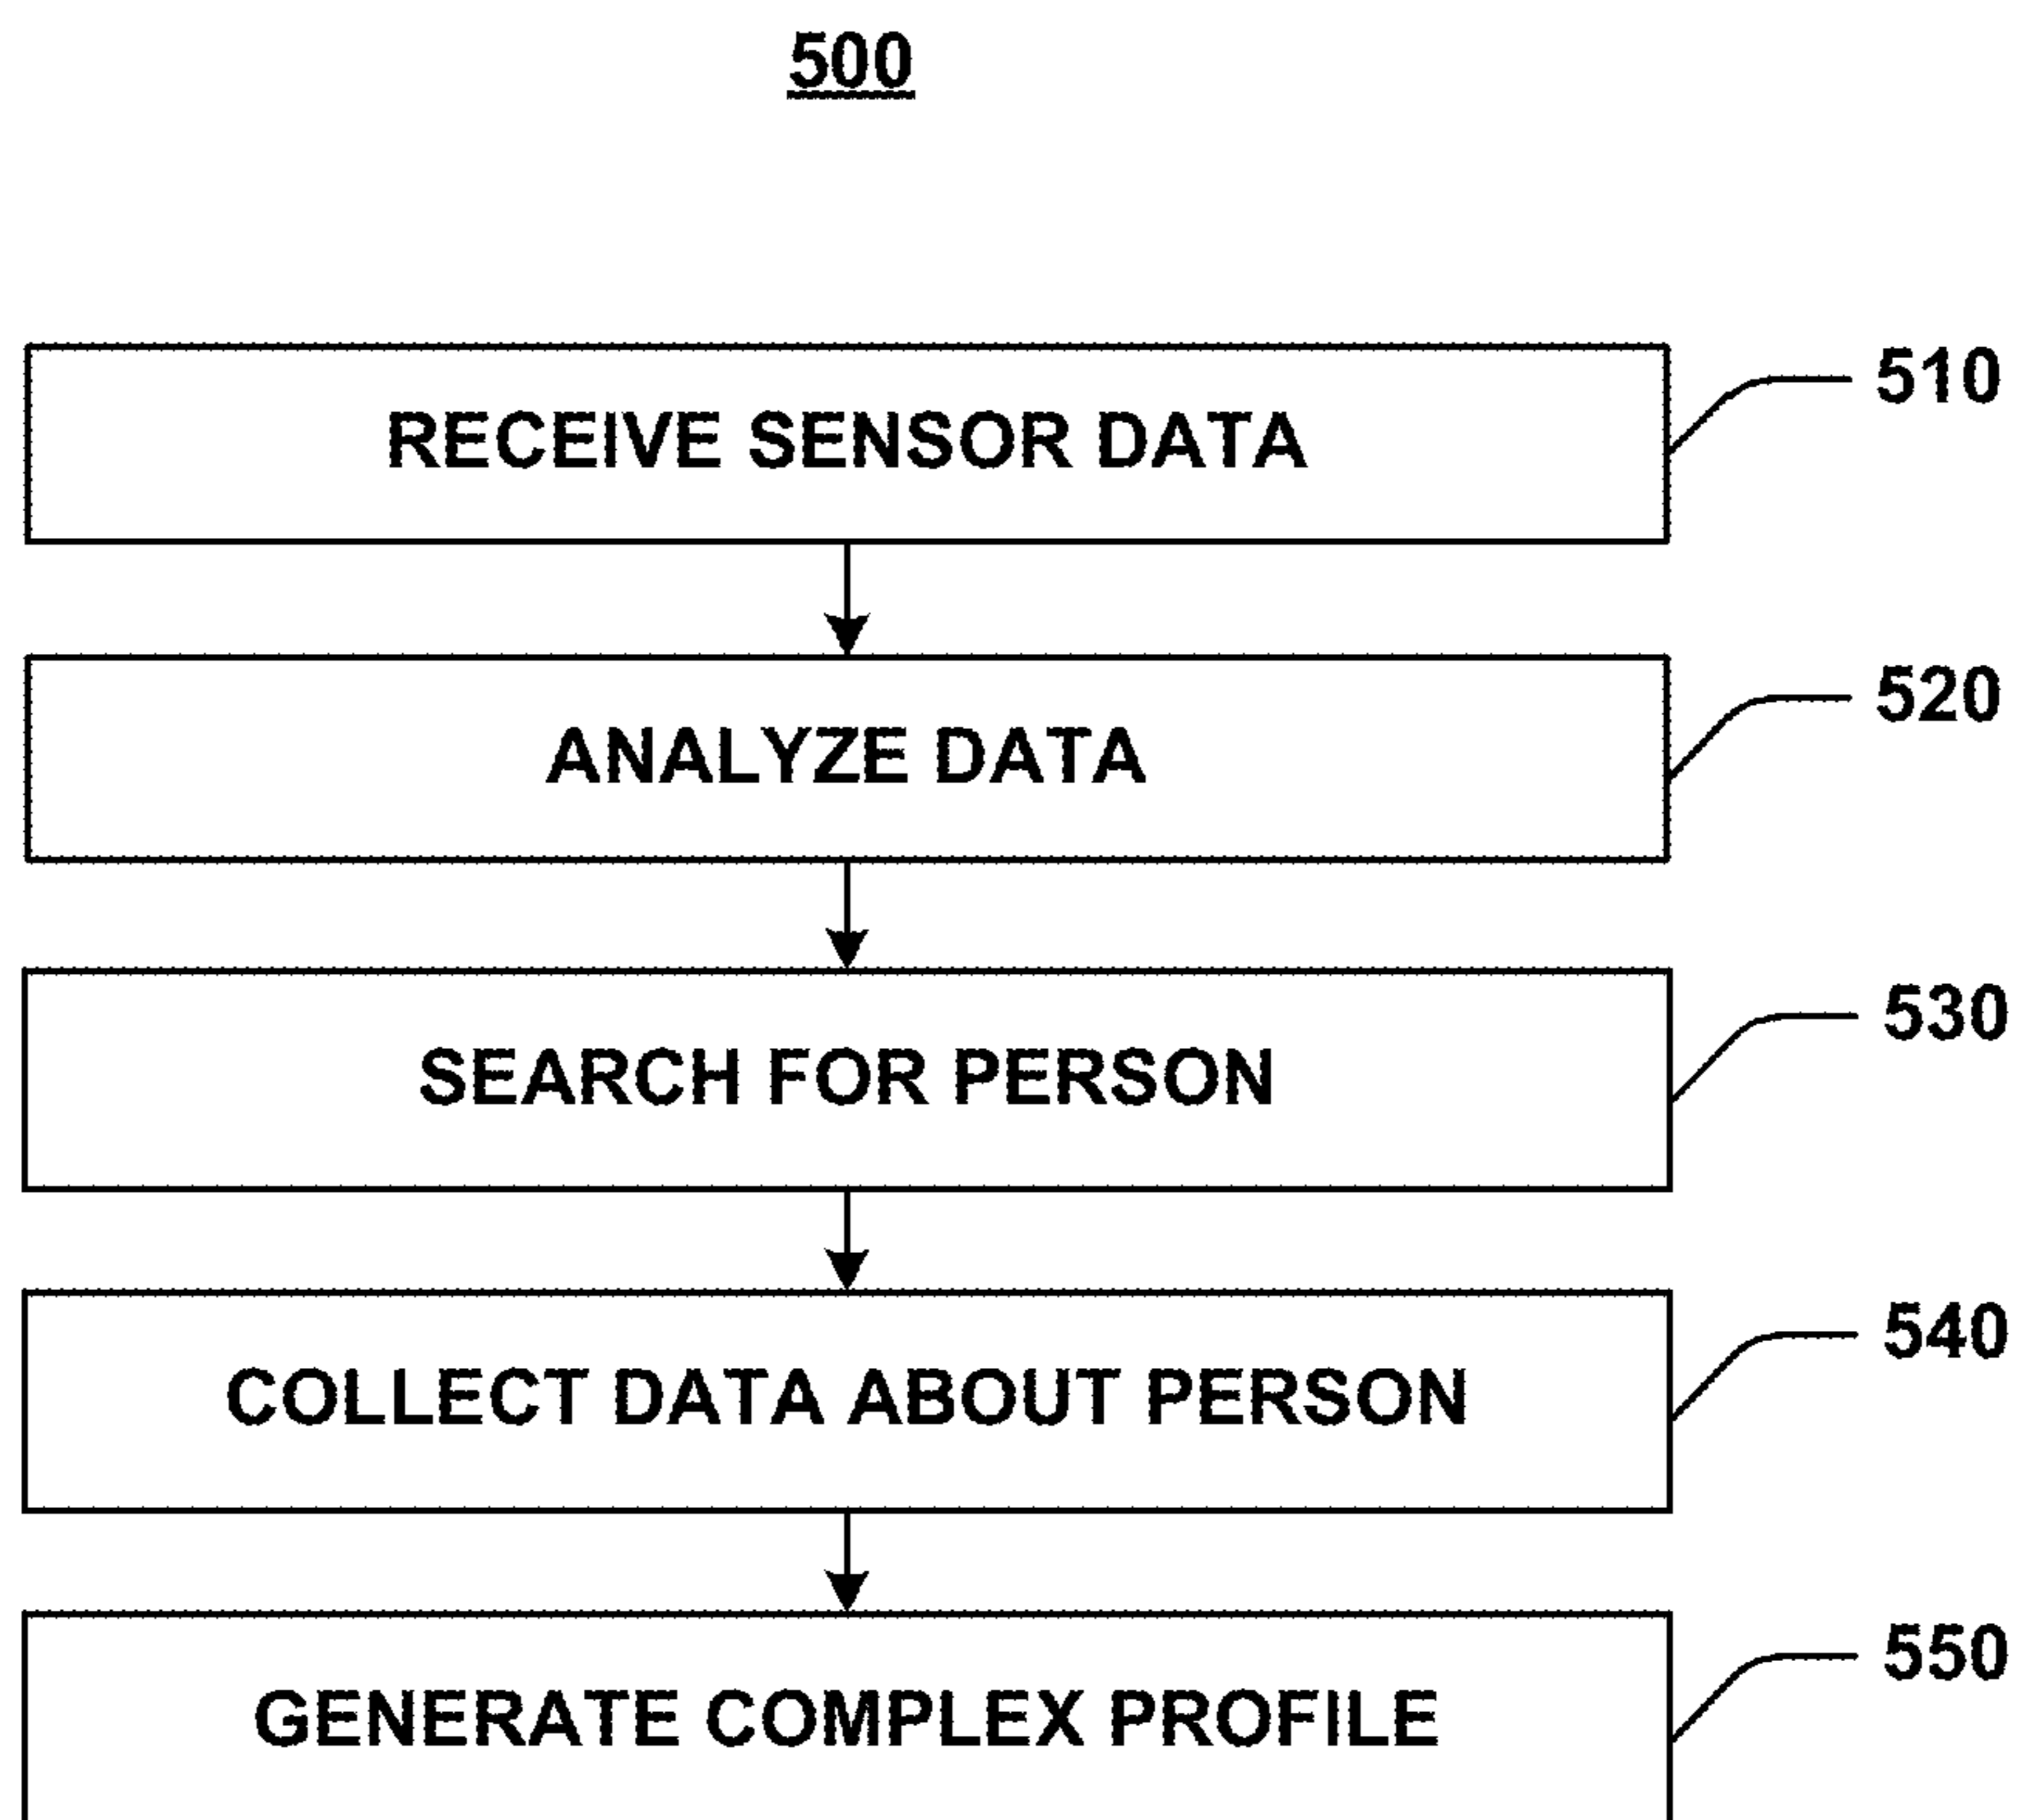 500
RECEIVE SENSOR DATA
510
ANALYZE DATA
520
SEARCH FOR PERSON
530
COLLECT DATA ABOUT PERSON
540
GENERATE COMPLEX PROFILE
550